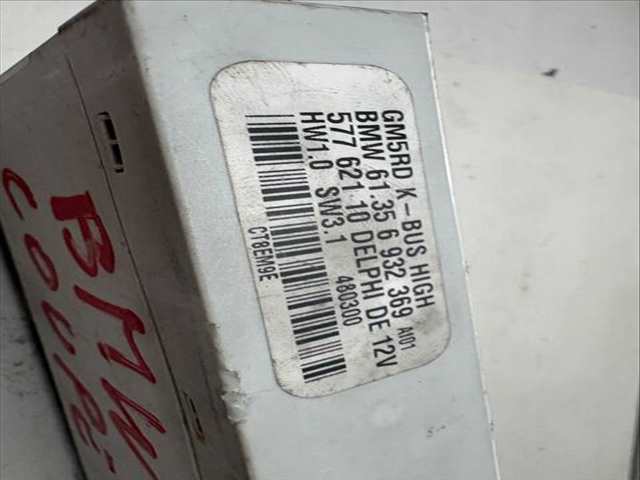 GM5RD K-BUS HIGH
BMW 61.35 6 932 369 AI01
577 621 10 DELPHI DE 12V
HW1.0 SW3.1 480300
CT8EM9E
BMW
COUPE